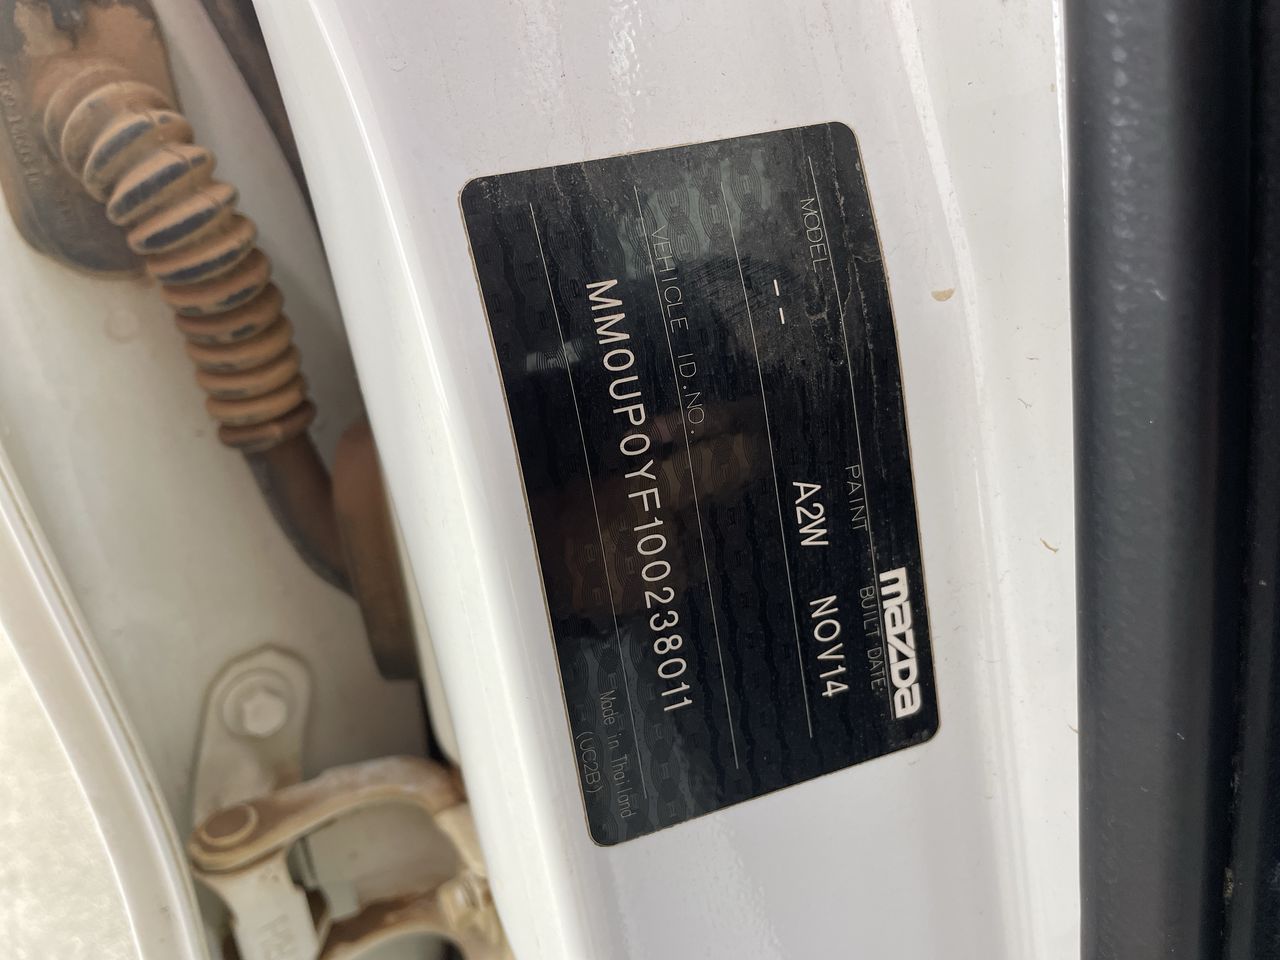 mazda
MODEL PAINT BUILT DATE
-- A2W NOV14
VEHICLE ID.NO.
MM0UP0YF100238011
Made in Thailand
(UC2B)